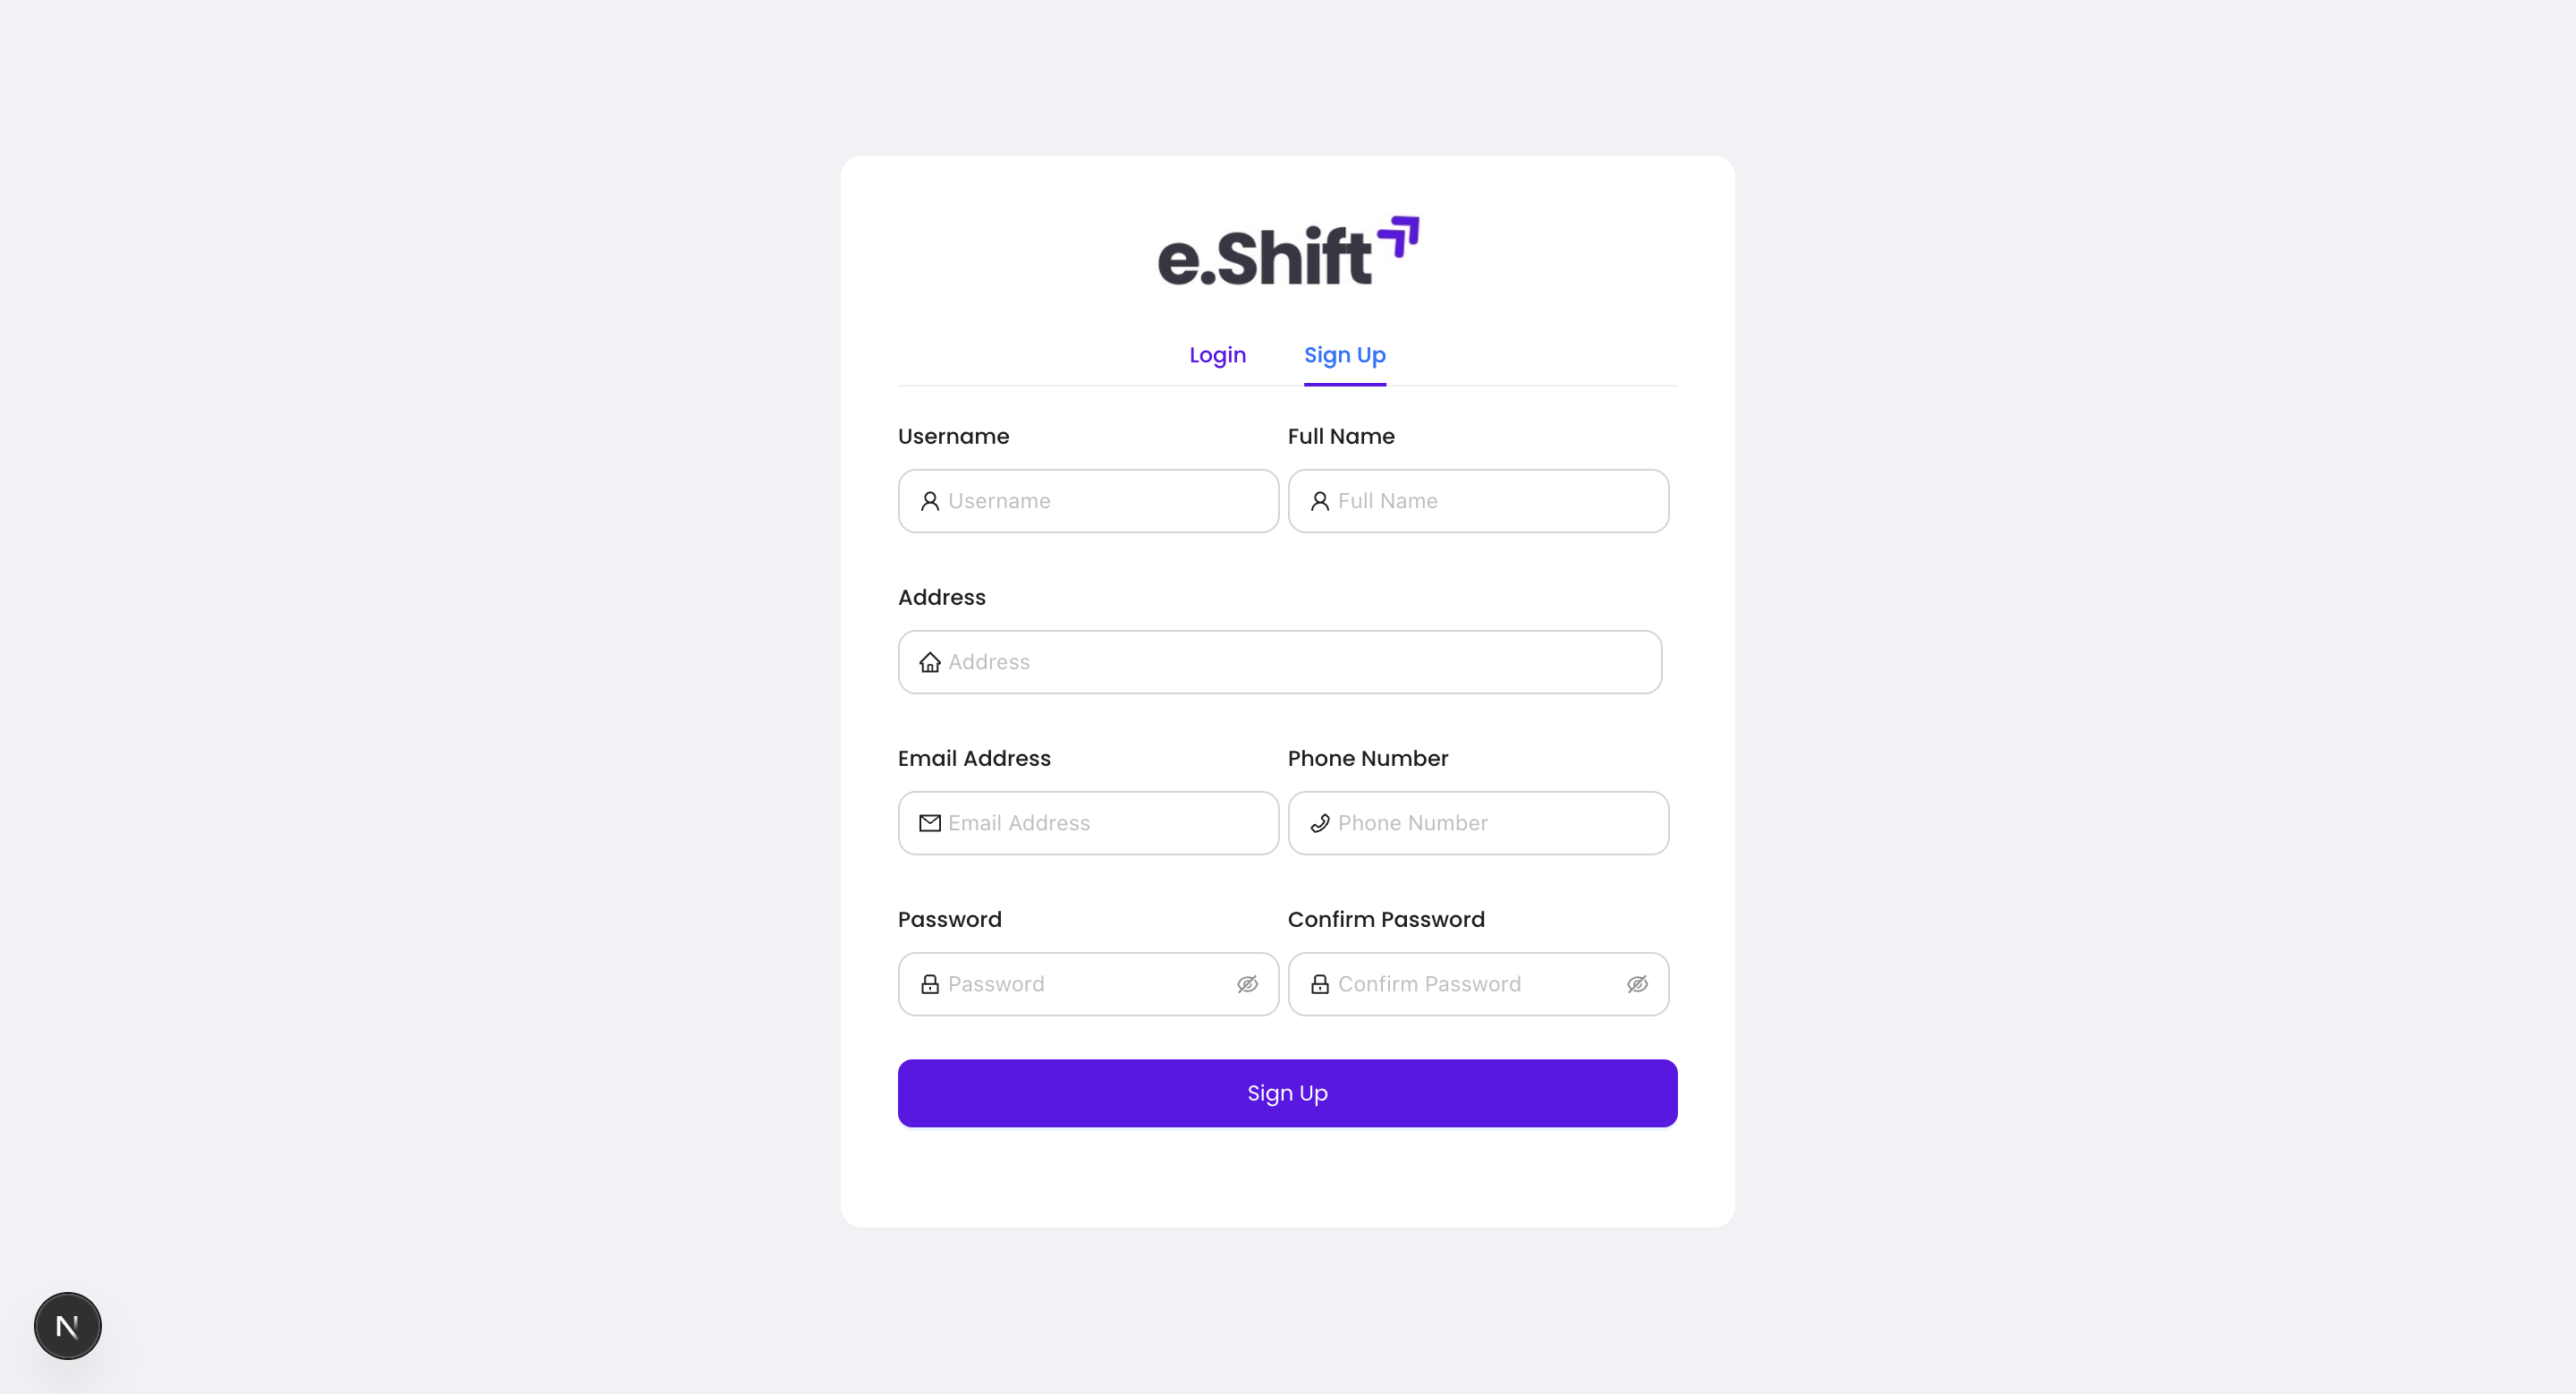 e.Shift
Login Sign Up
Username Full Name
Username Full Name
Address
Address
Email Address Phone Number
Email Address Phone Number
Password Confirm Password
Password Confirm Password
Sign Up
N